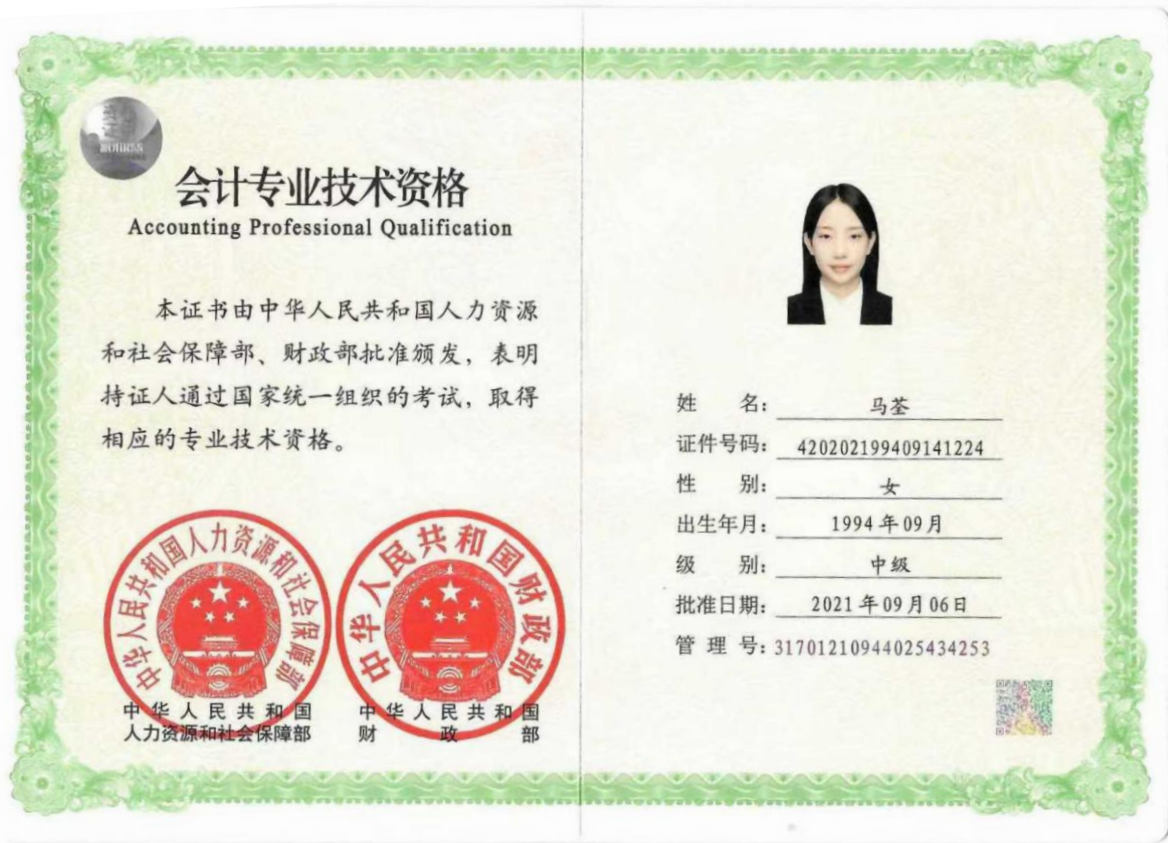 会计专业技术资格
Accounting Professional Qualification
本证书由中华人民共和国人力资源
和社会保障部、财政部批准颁发，表明
持证人通过国家统一组织的考试，取得
相应的专业技术资格。
中华人民共和国人力资源和社会保障部
中华人民共和国财政部
中华人民共和国
人力资源和社会保障部
中华人民共和国
财政部
姓 名： 马荃
证件号码： 420202199409141224
性 别： 女
出生年月： 1994年09月
级 别： 中级
批准日期： 2021年09月06日
管 理 号： 31701210944025434253